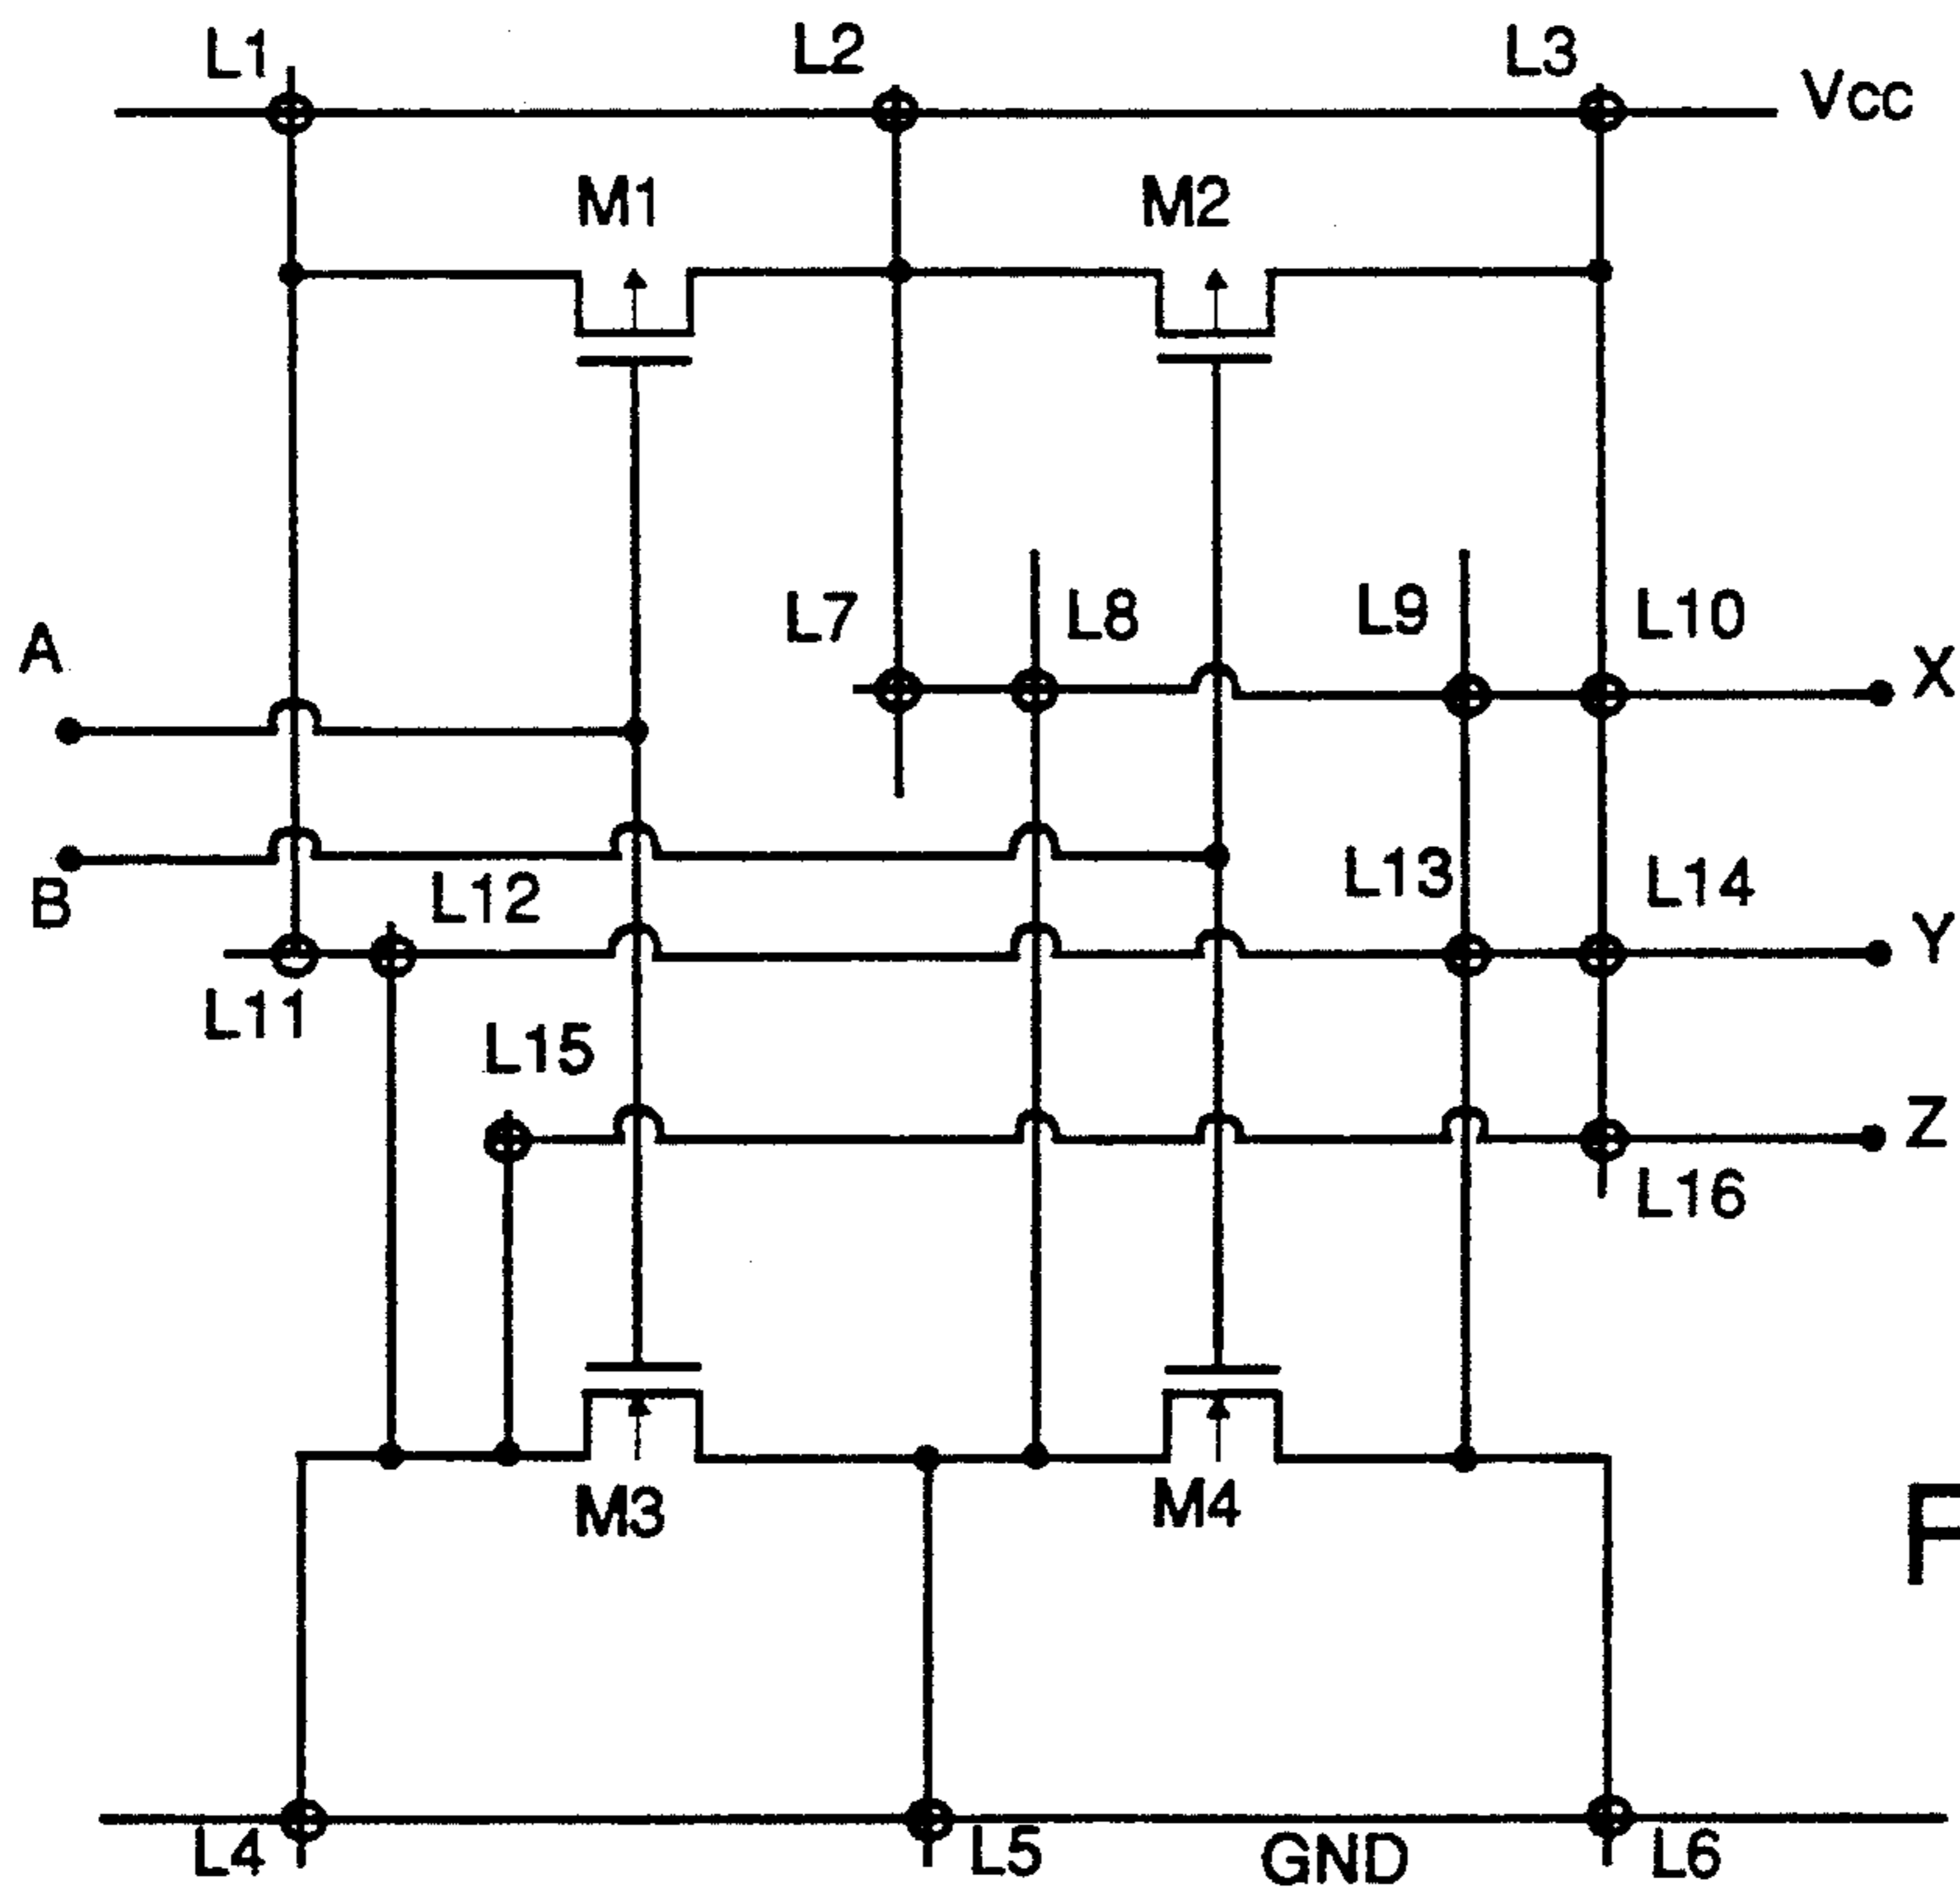 L1 L2 L3
Vcc
M1 M2
L7 L8 L9 L10
A X
B L12 L13 L14
Y
L11
L15
Z
L16
M3 M4
F
L4 L5 GND L6